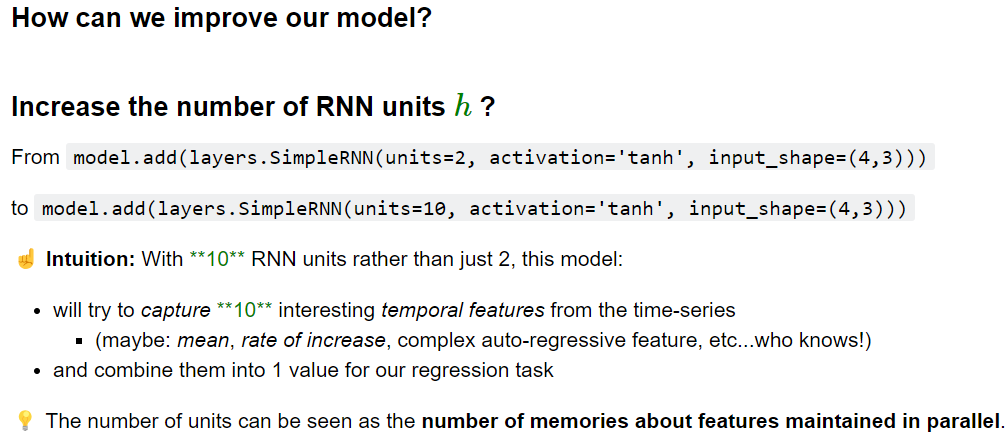 How can we improve our model?
Increase the number of RNN units h ?
From model.add(layers.SimpleRNN(units=2, activation='tanh', input_shape=(4,3)))
to model.add(layers.SimpleRNN(units=10, activation='tanh', input_shape=(4,3)))
☝ Intuition: With **10** RNN units rather than just 2, this model:
• will try to capture **10** interesting temporal features from the time-series
▪ (maybe: mean, rate of increase, complex auto-regressive feature, etc...who knows!)
• and combine them into 1 value for our regression task
💡 The number of units can be seen as the number of memories about features maintained in parallel.